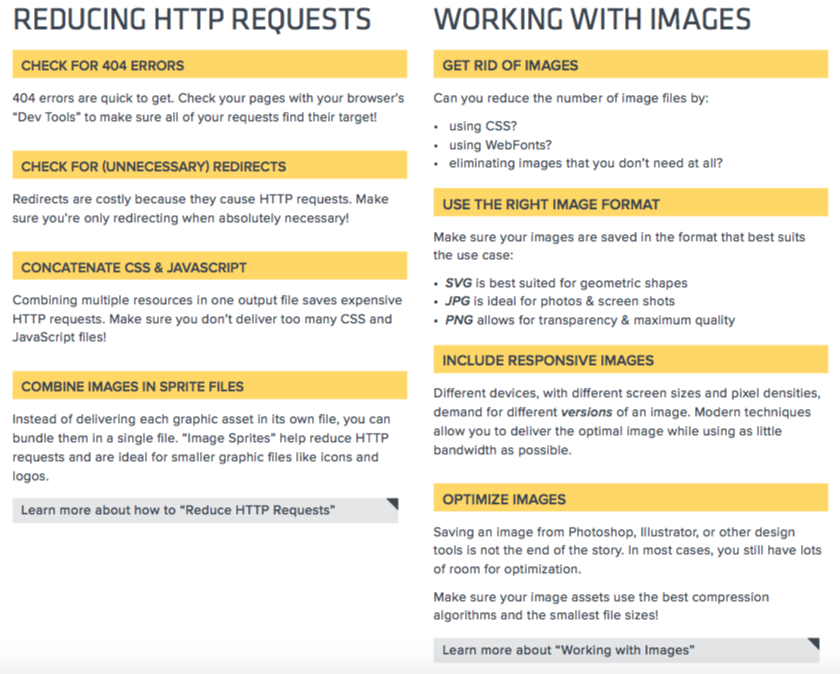 REDUCING HTTP REQUESTS
CHECK FOR 404 ERRORS
404 errors are quick to get. Check your pages with your browser's
"Dev Tools" to make sure all of your requests find their target!
CHECK FOR (UNNECESSARY) REDIRECTS
Redirects are costly because they cause HTTP requests. Make
sure you're only redirecting when absolutely necessary!
CONCATENATE CSS & JAVASCRIPT
Combining multiple resources in one output file saves expensive
HTTP requests. Make sure you don't deliver too many CSS and
JavaScript files!
COMBINE IMAGES IN SPRITE FILES
Instead of delivering each graphic asset in its own file, you can
bundle them in a single file. "Image Sprites" help reduce HTTP
requests and are ideal for smaller graphic files like icons and
logos.
Learn more about how to "Reduce HTTP Requests"
WORKING WITH IMAGES
GET RID OF IMAGES
Can you reduce the number of image files by:
• using CSS?
• using WebFonts?
• eliminating images that you don't need at all?
USE THE RIGHT IMAGE FORMAT
Make sure your images are saved in the format that best suits
the use case:
• SVG is best suited for geometric shapes
• JPG is ideal for photos & screen shots
• PNG allows for transparency & maximum quality
INCLUDE RESPONSIVE IMAGES
Different devices, with different screen sizes and pixel densities,
demand for different versions of an image. Modern techniques
allow you to deliver the optimal image while using as little
bandwidth as possible.
OPTIMIZE IMAGES
Saving an image from Photoshop, Illustrator, or other design
tools is not the end of the story. In most cases, you still have lots
of room for optimization.
Make sure your image assets use the best compression
algorithms and the smallest file sizes!
Learn more about "Working with Images"